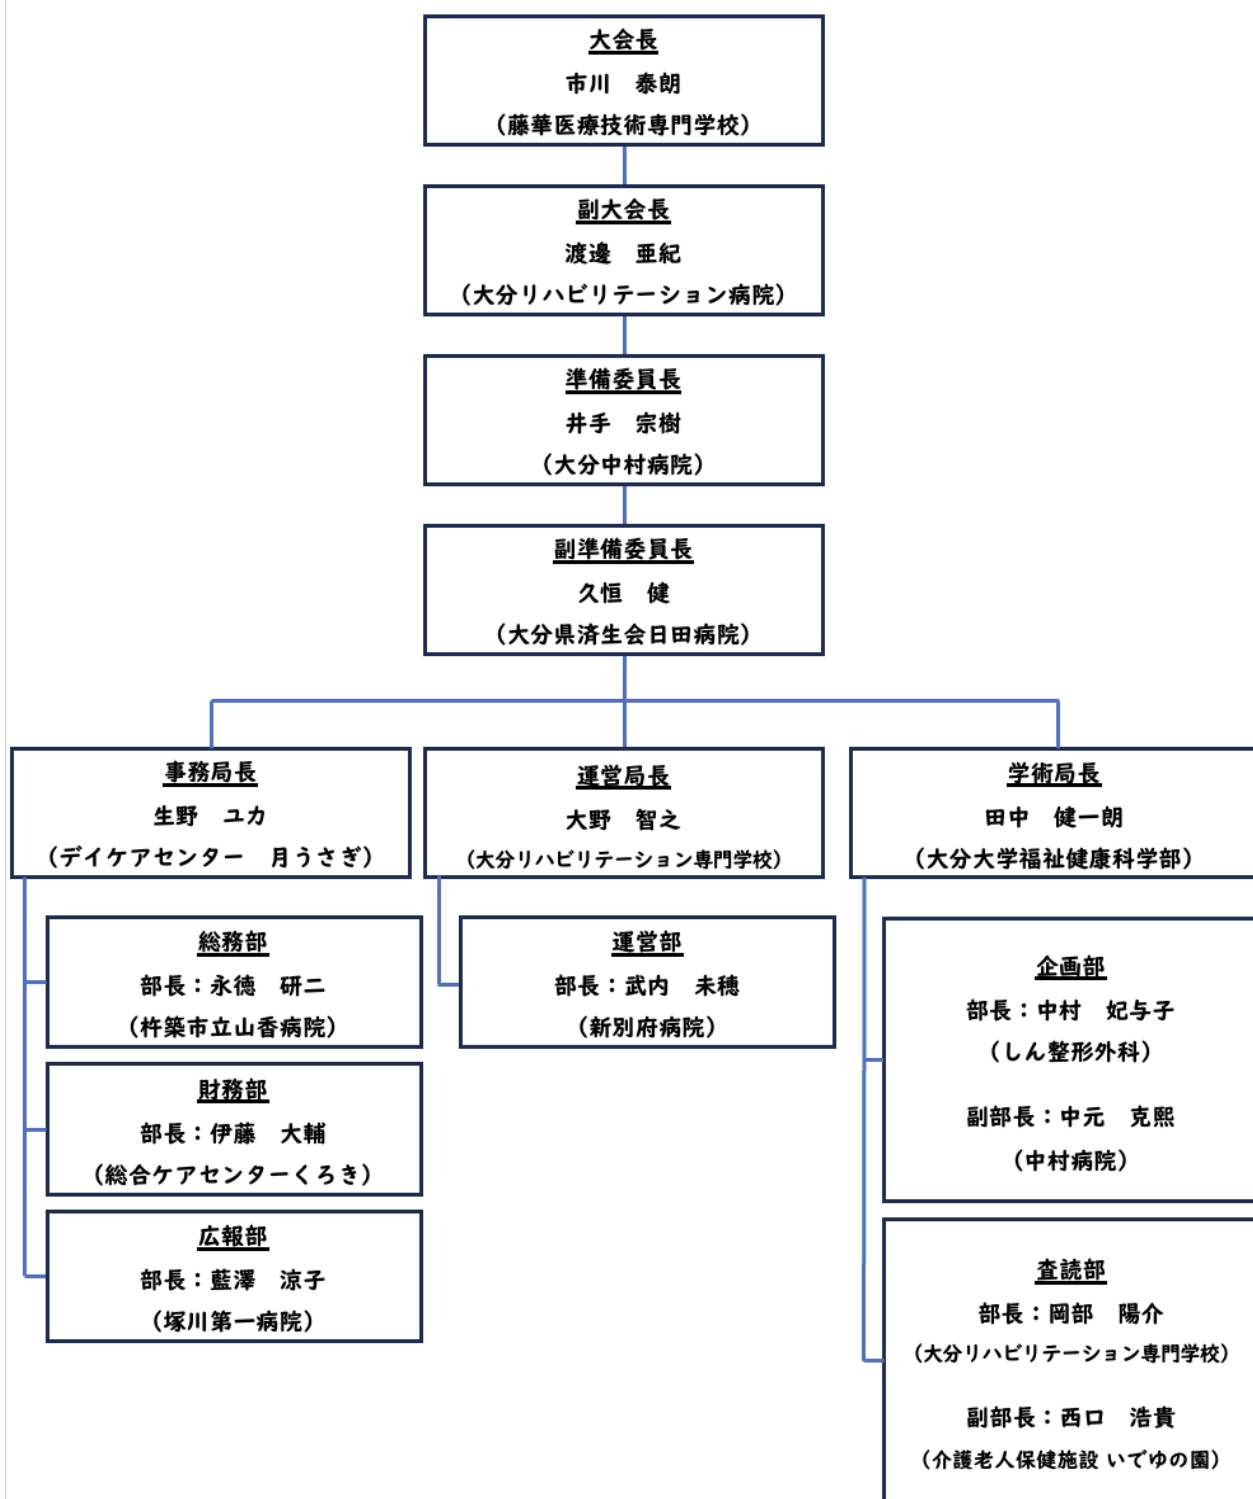 大会長
市川　泰朗
（藤華医療技術専門学校）
副大会長
渡邊　亜紀
（大分リハビリテーション病院）
準備委員長
井手　宗樹
（大分中村病院）
副準備委員長
久恒　健
（大分県済生会日田病院）
事務局長
生野　ユカ
（デイケアセンター　月うさぎ）
総務部
部長：永徳　研二
（杵築市立山香病院）
財務部
部長：伊藤　大輔
（総合ケアセンターくろき）
広報部
部長：藍澤　涼子
（塚川第一病院）
運営局長
大野　智之
（大分リハビリテーション専門学校）
運営部
部長：武内　未穂
（新別府病院）
学術局長
田中　健一朗
（大分大学福祉健康科学部）
企画部
部長：中村　妃与子
（しん整形外科）
副部長：中元　克熙
（中村病院）
査読部
部長：岡部　陽介
（大分リハビリテーション専門学校）
副部長：西口　浩貴
（介護老人保健施設 いでゆの園）